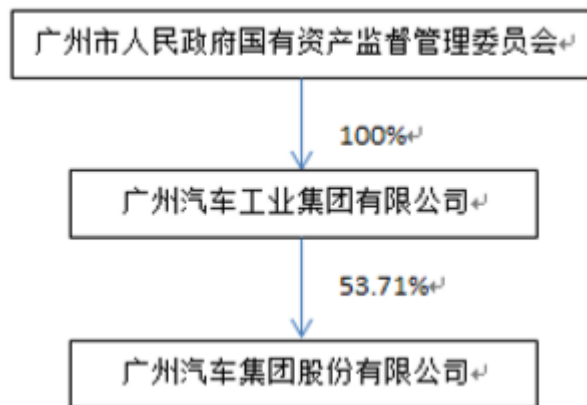 广州市人民政府国有资产监督管理委员会↵
100%↵
广州汽车工业集团有限公司↵
53.71%↵
广州汽车集团股份有限公司↵